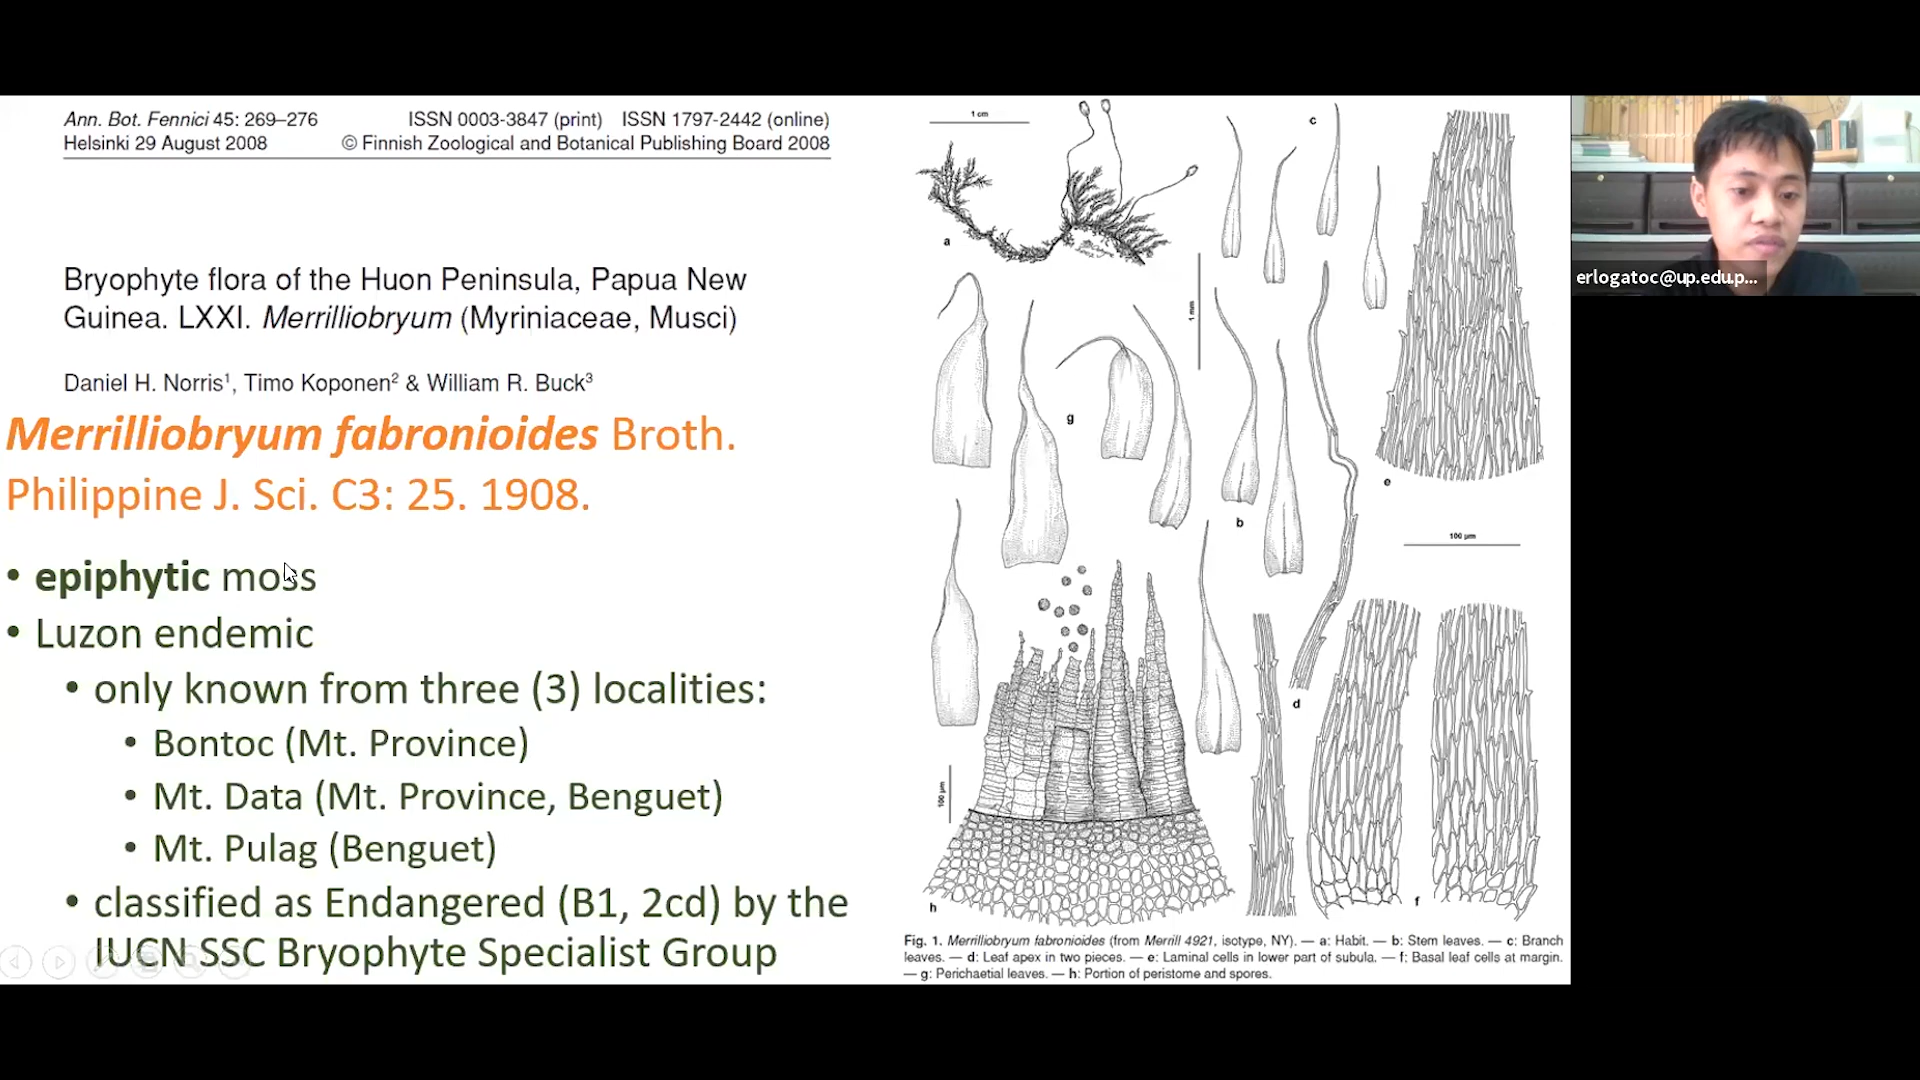 Ann. Bot. Fennici 45: 269–276 ISSN 0003-3847 (print) ISSN 1797-2442 (online)
Helsinki 29 August 2008 © Finnish Zoological and Botanical Publishing Board 2008
Bryophyte flora of the Huon Peninsula, Papua New
Guinea. LXXI. Merrilliobryum (Myriniaceae, Musci)
Daniel H. Norris¹, Timo Koponen² & William R. Buck³
Merrilliobryum fabronioides Broth.
Philippine J. Sci. C3: 25. 1908.
• epiphytic moss
• Luzon endemic
• only known from three (3) localities:
• Bontoc (Mt. Province)
• Mt. Data (Mt. Province, Benguet)
• Mt. Pulag (Benguet)
• classified as Endangered (B1, 2cd) by the
IUCN SSC Bryophyte Specialist Group
1 cm
a
c
1 mm
g
b
e
100 µm
d
100 µm
h
f
Fig. 1. Merrilliobryum fabronioides (from Merrill 4921, isotype, NY). — a: Habit. — b: Stem leaves. — c: Branch
leaves. — d: Leaf apex in two pieces. — e: Laminal cells in lower part of subula. — f: Basal leaf cells at margin.
— g: Perichaetial leaves. — h: Portion of peristome and spores.
erlogatoc@up.edu.p...